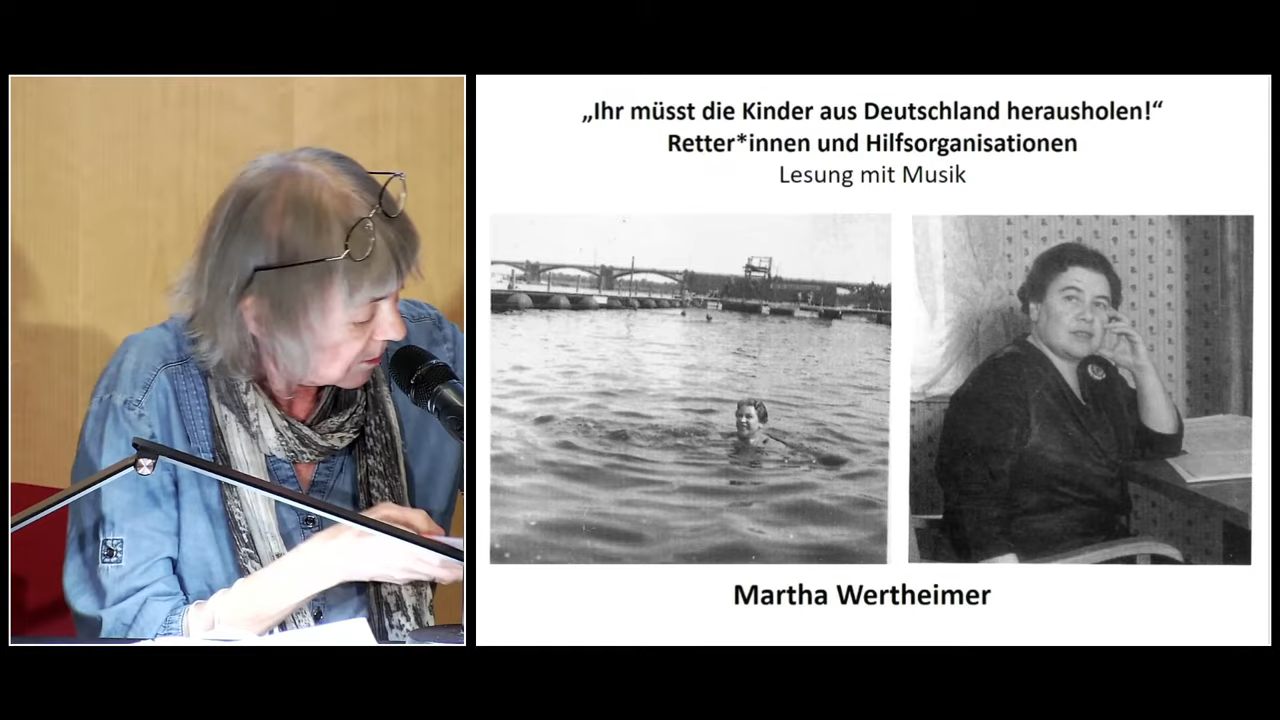 „Ihr müsst die Kinder aus Deutschland herausholen!“
Retter*innen und Hilfsorganisationen
Lesung mit Musik
Martha Wertheimer